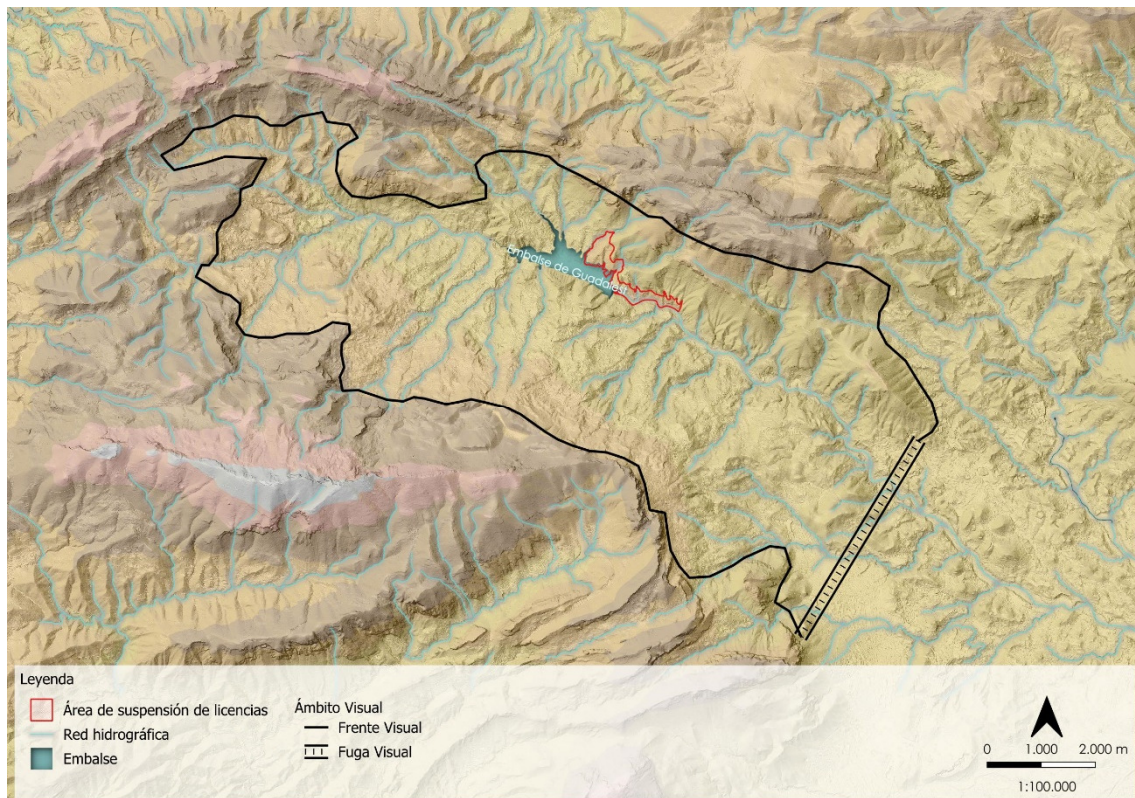 Embalse de Guadalest
Leyenda
Área de suspensión de licencias
Red hidrográfica
Embalse
Ámbito Visual
Frente Visual
Fuga Visual
0 1.000 2.000 m
1:100.000